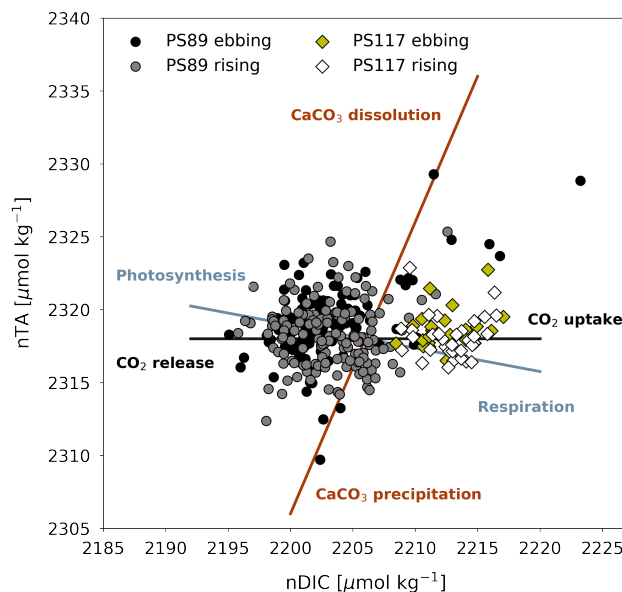 2340
2335
2330
2325
2320
2315
2310
2305
nTA [μmol kg⁻¹]
PS89 ebbing
PS89 rising
PS117 ebbing
PS117 rising
CaCO₃ dissolution
Photosynthesis
CO₂ uptake
CO₂ release
Respiration
CaCO₃ precipitation
2185 2190 2195 2200 2205 2210 2215 2220 2225
nDIC [μmol kg⁻¹]